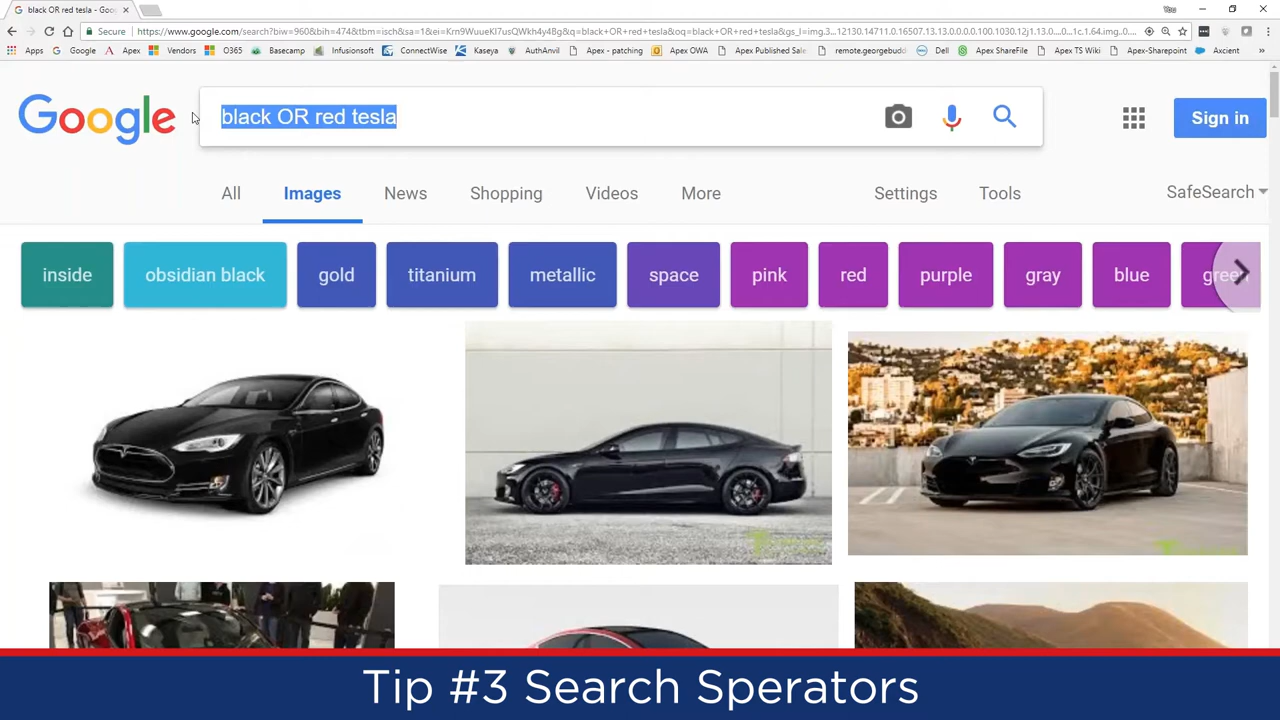 black OR red tesla - Goo
You
Secure
https://www.google.com/search?biw=960&bih=474&tbm=isch&sa=1&ei=Krn9WuueKI7usQWkh4y4Bg&q=black+OR+red+tesla&oq=black+OR+red+tesla&gs_l=img.3...12130.14711.0.16507.13.13.0.0.0.0.100.1030.12j1.13.0....0...1c.1.64.img..0.0.0....
Apps Google Apex Vendors O365 Basecamp Infusionsoft ConnectWise Kaseya AuthAnvil Apex - patching Apex OWA Apex Published Sale remote.georgebuddi Dell Apex ShareFile Apex TS Wiki Apex-Sharepoint Axcient
Google
black OR red tesla
Sign in
All Images News Shopping Videos More Settings Tools SafeSearch
inside obsidian black gold titanium metallic space pink red purple gray blue green
Tip #3 Search Sperators